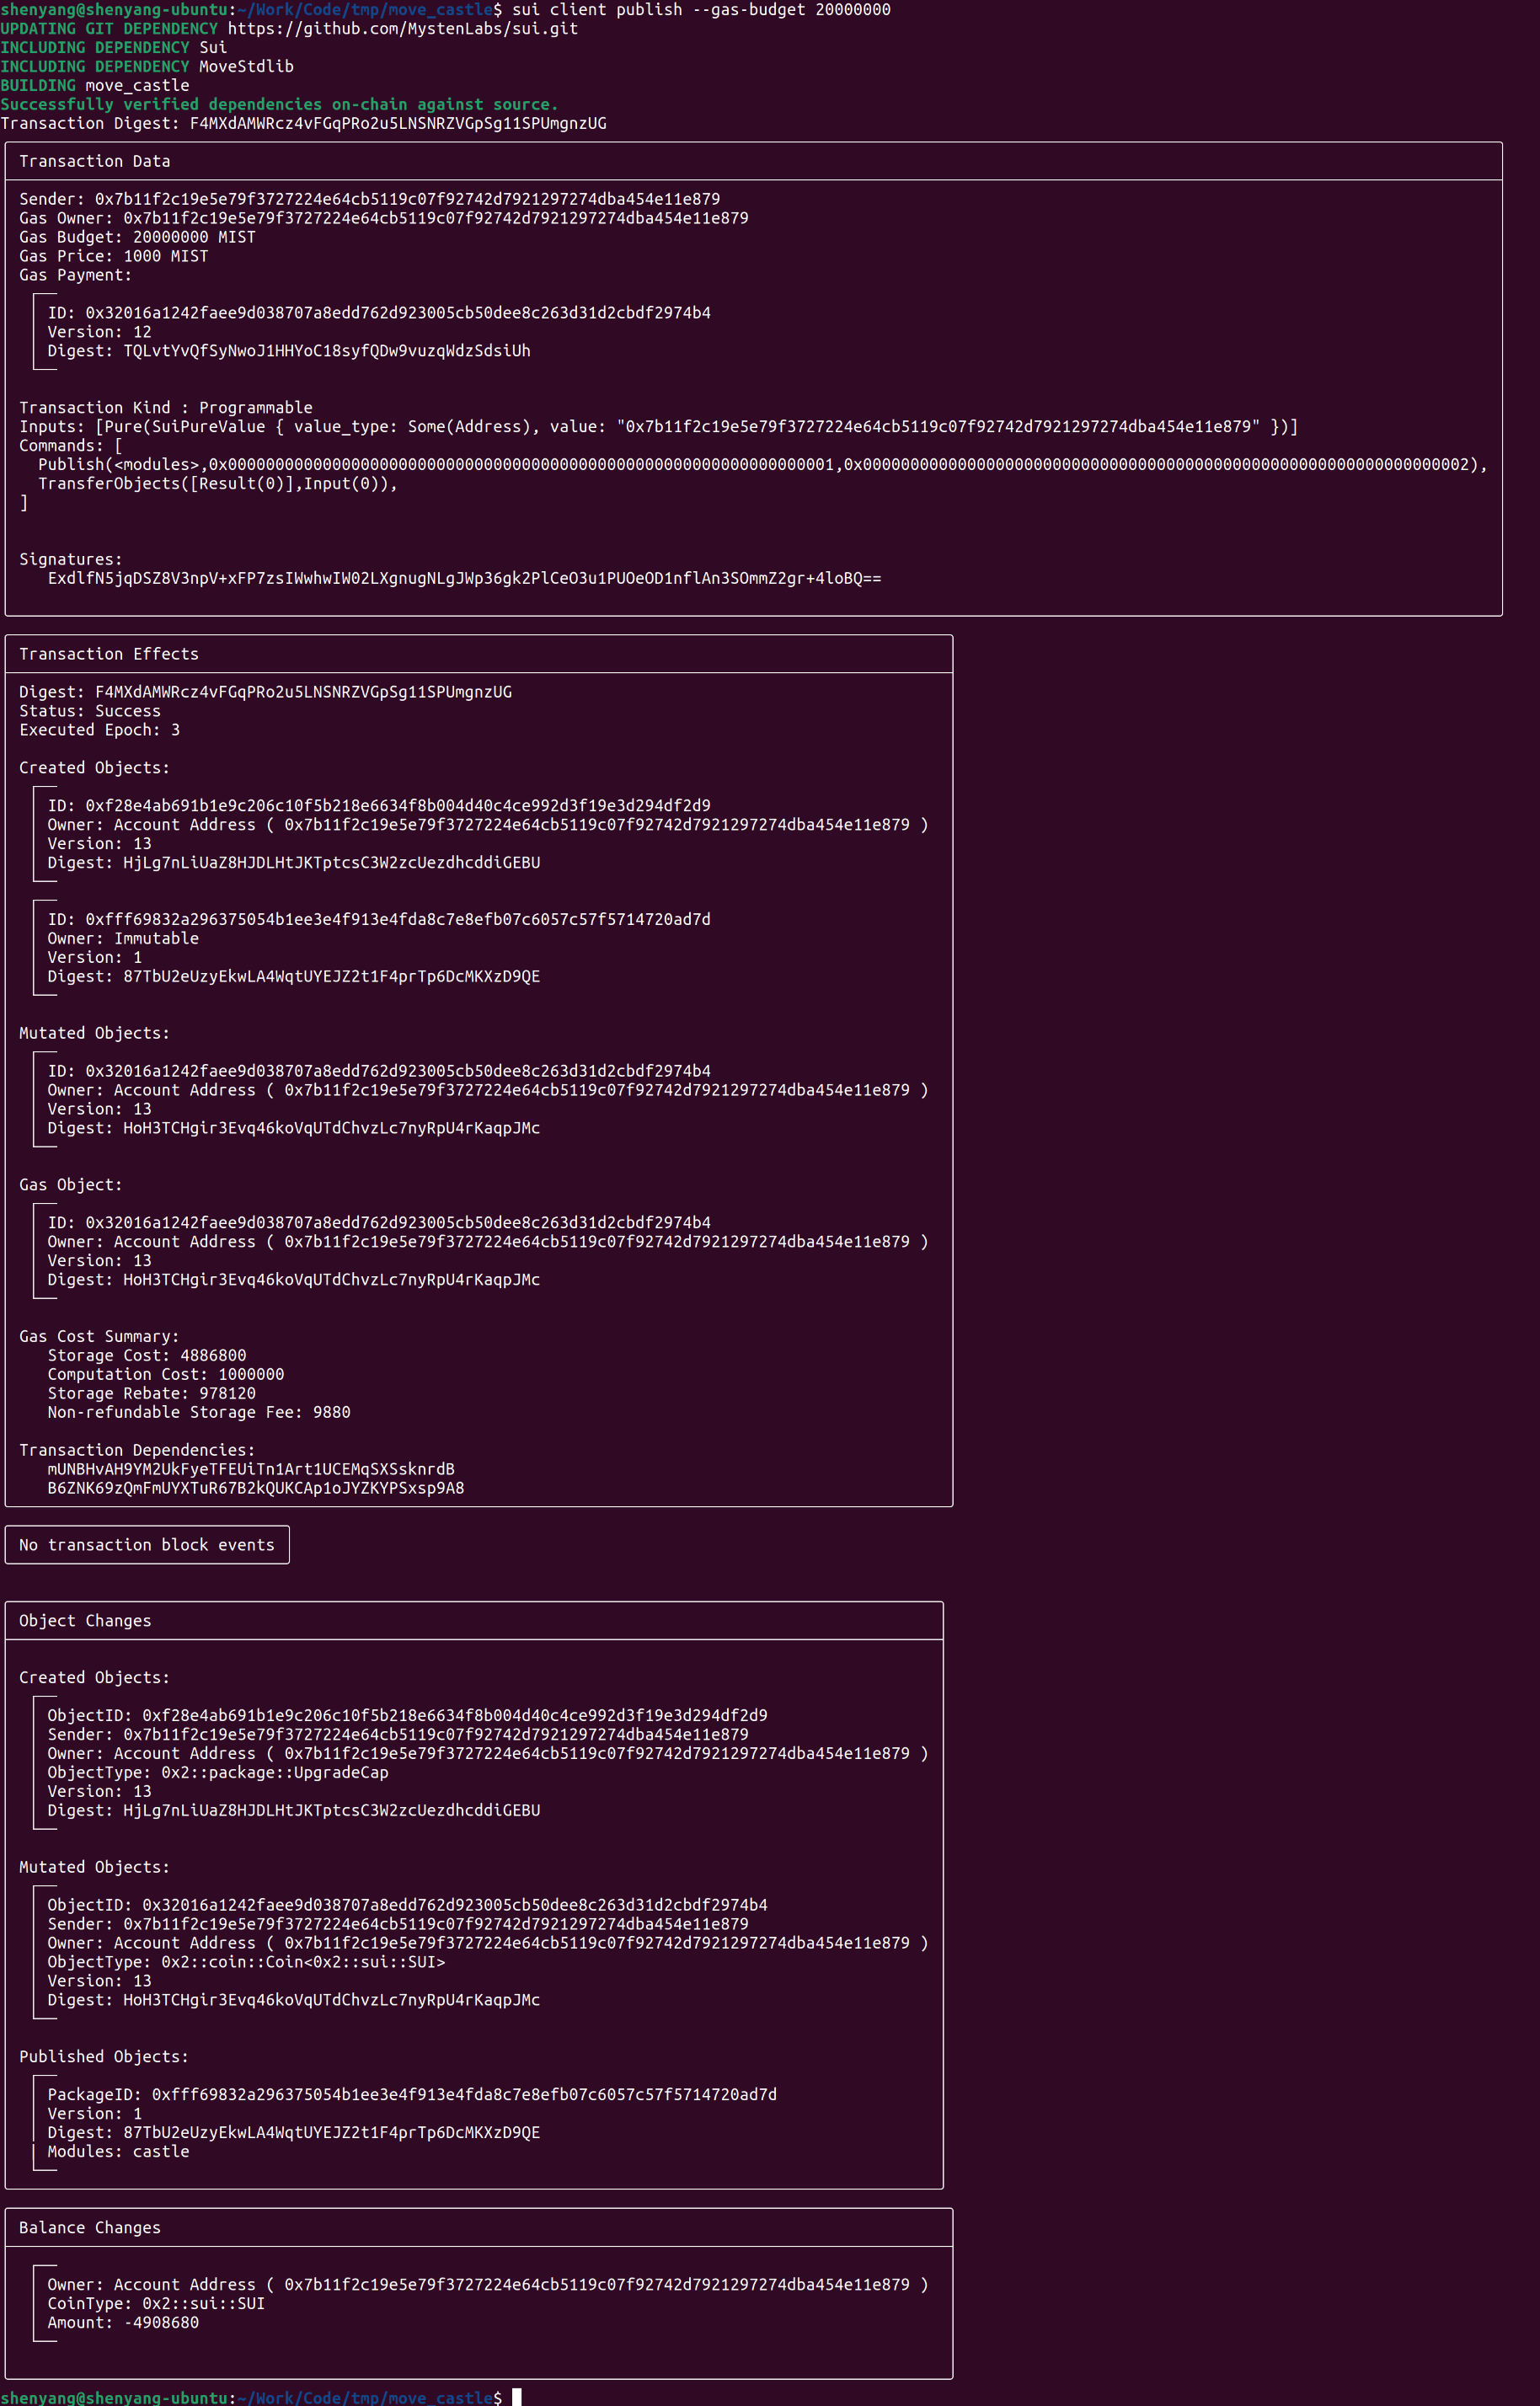 shenyang@shenyang-ubuntu:~/Work/Code/tmp/move_castle$ sui client publish --gas-budget 20000000
UPDATING GIT DEPENDENCY https://github.com/MystenLabs/sui.git
INCLUDING DEPENDENCY Sui
INCLUDING DEPENDENCY MoveStdlib
BUILDING move_castle
Successfully verified dependencies on-chain against source.
Transaction Digest: F4MXdAMWRcz4vFGqPRo2u5LNSNRZVGpSg11SPUmgnzUG
Transaction Data
Sender: 0x7b11f2c19e5e79f3727224e64cb5119c07f92742d7921297274dba454e11e879
Gas Owner: 0x7b11f2c19e5e79f3727224e64cb5119c07f92742d7921297274dba454e11e879
Gas Budget: 20000000 MIST
Gas Price: 1000 MIST
Gas Payment:
ID: 0x32016a1242faee9d038707a8edd762d923005cb50dee8c263d31d2cbdf2974b4
Version: 12
Digest: TQLvtYvQfSyNwoJ1HHYoC18syfQDw9vuzqWdzSdsiUh
Transaction Kind : Programmable
Inputs: [Pure(SuiPureValue { value_type: Some(Address), value: "0x7b11f2c19e5e79f3727224e64cb5119c07f92742d7921297274dba454e11e879" })]
Commands: [
Publish(<modules>,0x0000000000000000000000000000000000000000000000000000000000000001,0x0000000000000000000000000000000000000000000000000000000000000002),
TransferObjects([Result(0)],Input(0)),
]
Signatures:
ExdlfN5jqDSZ8V3npV+xFP7zsIWwhwIW02LXgnugNLgJWp36gk2PlCeO3u1PUOeOD1nflAn3SOmmZ2gr+4loBQ==
Transaction Effects
Digest: F4MXdAMWRcz4vFGqPRo2u5LNSNRZVGpSg11SPUmgnzUG
Status: Success
Executed Epoch: 3
Created Objects:
ID: 0xf28e4ab691b1e9c206c10f5b218e6634f8b004d40c4ce992d3f19e3d294df2d9
Owner: Account Address ( 0x7b11f2c19e5e79f3727224e64cb5119c07f92742d7921297274dba454e11e879 )
Version: 13
Digest: HjLg7nLiUaZ8HJDLHtJKTptcsC3W2zcUezdhcddiGEBU
ID: 0xfff69832a296375054b1ee3e4f913e4fda8c7e8efb07c6057c57f5714720ad7d
Owner: Immutable
Version: 1
Digest: 87TbU2eUzyEkwLA4WqtUYEJZ2t1F4prTp6DcMKXzD9QE
Mutated Objects:
ID: 0x32016a1242faee9d038707a8edd762d923005cb50dee8c263d31d2cbdf2974b4
Owner: Account Address ( 0x7b11f2c19e5e79f3727224e64cb5119c07f92742d7921297274dba454e11e879 )
Version: 13
Digest: HoH3TCHgir3Evq46koVqUTdChvzLc7nyRpU4rKaqpJMc
Gas Object:
ID: 0x32016a1242faee9d038707a8edd762d923005cb50dee8c263d31d2cbdf2974b4
Owner: Account Address ( 0x7b11f2c19e5e79f3727224e64cb5119c07f92742d7921297274dba454e11e879 )
Version: 13
Digest: HoH3TCHgir3Evq46koVqUTdChvzLc7nyRpU4rKaqpJMc
Gas Cost Summary:
Storage Cost: 4886800
Computation Cost: 1000000
Storage Rebate: 978120
Non-refundable Storage Fee: 9880
Transaction Dependencies:
mUNBHvAH9YM2UkFyeTFEUiTn1Art1UCEMqSXSsknrdB
B6ZNK69zQmFmUYXTuR67B2kQUKCAp1oJYZKYPSxsp9A8
No transaction block events
Object Changes
Created Objects:
ObjectID: 0xf28e4ab691b1e9c206c10f5b218e6634f8b004d40c4ce992d3f19e3d294df2d9
Sender: 0x7b11f2c19e5e79f3727224e64cb5119c07f92742d7921297274dba454e11e879
Owner: Account Address ( 0x7b11f2c19e5e79f3727224e64cb5119c07f92742d7921297274dba454e11e879 )
ObjectType: 0x2::package::UpgradeCap
Version: 13
Digest: HjLg7nLiUaZ8HJDLHtJKTptcsC3W2zcUezdhcddiGEBU
Mutated Objects:
ObjectID: 0x32016a1242faee9d038707a8edd762d923005cb50dee8c263d31d2cbdf2974b4
Sender: 0x7b11f2c19e5e79f3727224e64cb5119c07f92742d7921297274dba454e11e879
Owner: Account Address ( 0x7b11f2c19e5e79f3727224e64cb5119c07f92742d7921297274dba454e11e879 )
ObjectType: 0x2::coin::Coin<0x2::sui::SUI>
Version: 13
Digest: HoH3TCHgir3Evq46koVqUTdChvzLc7nyRpU4rKaqpJMc
Published Objects:
PackageID: 0xfff69832a296375054b1ee3e4f913e4fda8c7e8efb07c6057c57f5714720ad7d
Version: 1
Digest: 87TbU2eUzyEkwLA4WqtUYEJZ2t1F4prTp6DcMKXzD9QE
| Modules: castle
Balance Changes
Owner: Account Address ( 0x7b11f2c19e5e79f3727224e64cb5119c07f92742d7921297274dba454e11e879 )
CoinType: 0x2::sui::SUI
Amount: -4908680
shenyang@shenyang-ubuntu:~/Work/Code/tmp/move_castle$